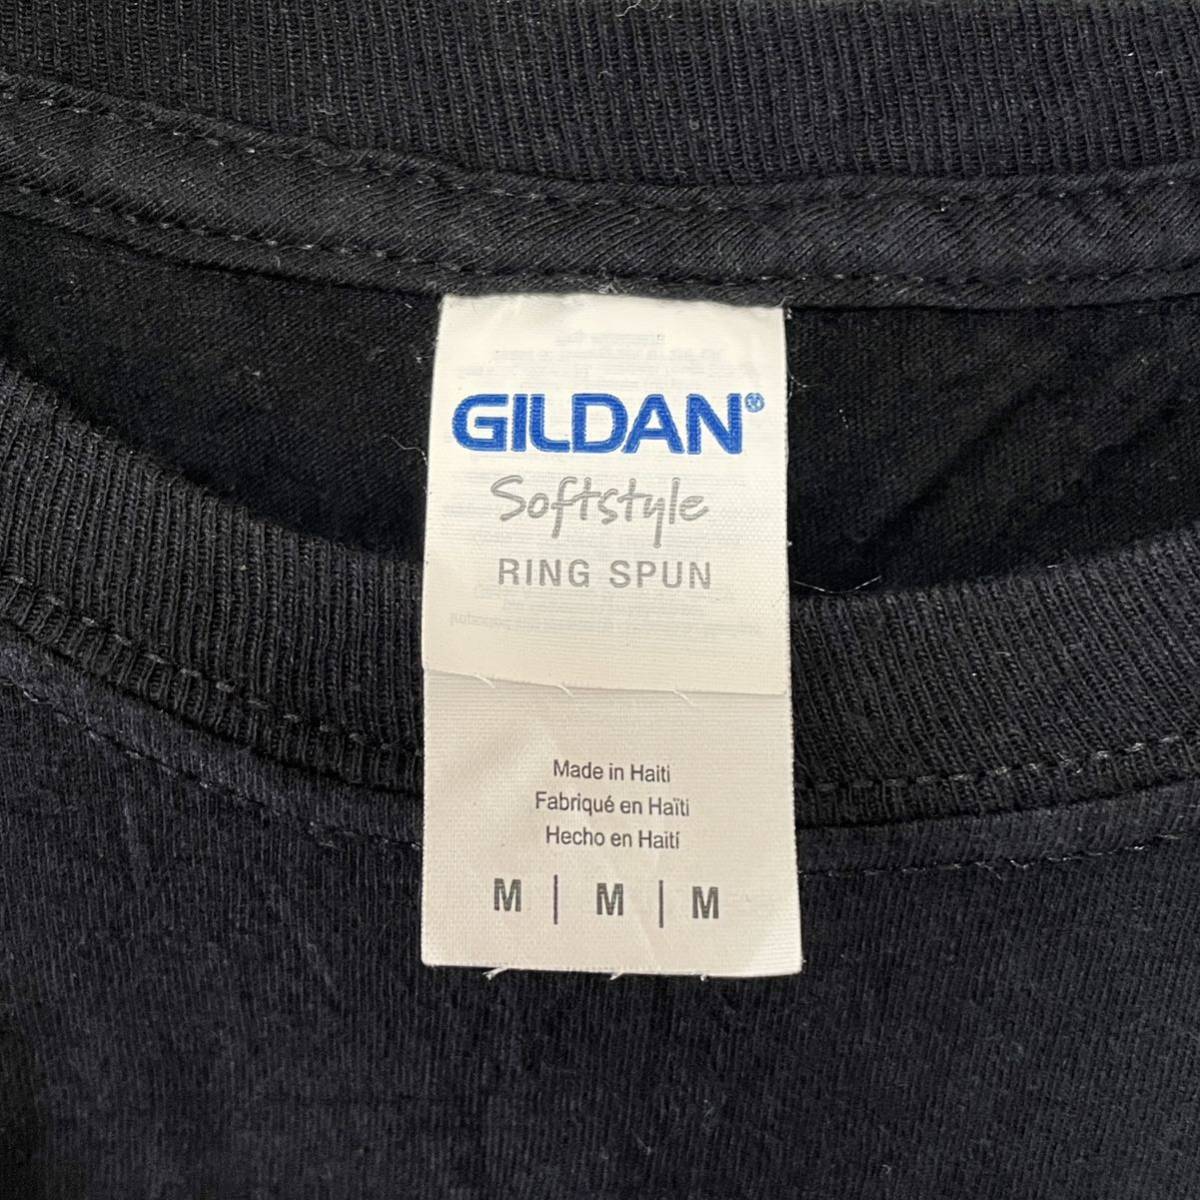 GILDAN®
Softstyle
RING SPUN
Made in Haiti
Fabriqué en Haïti
Hecho en Haití
M | M | M